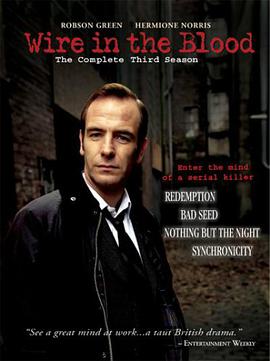 ROBSON GREEN HERMIONE NORRIS
Wire in the Blood
The Complete Third Season
Enter the mind
of a serial killer
REDEMPTION
BAD SEED
NOTHING BUT THE NIGHT
SYNCHRONICITY
"See a great mind at work...a taut British drama."
– ENTERTAINMENT WEEKLY